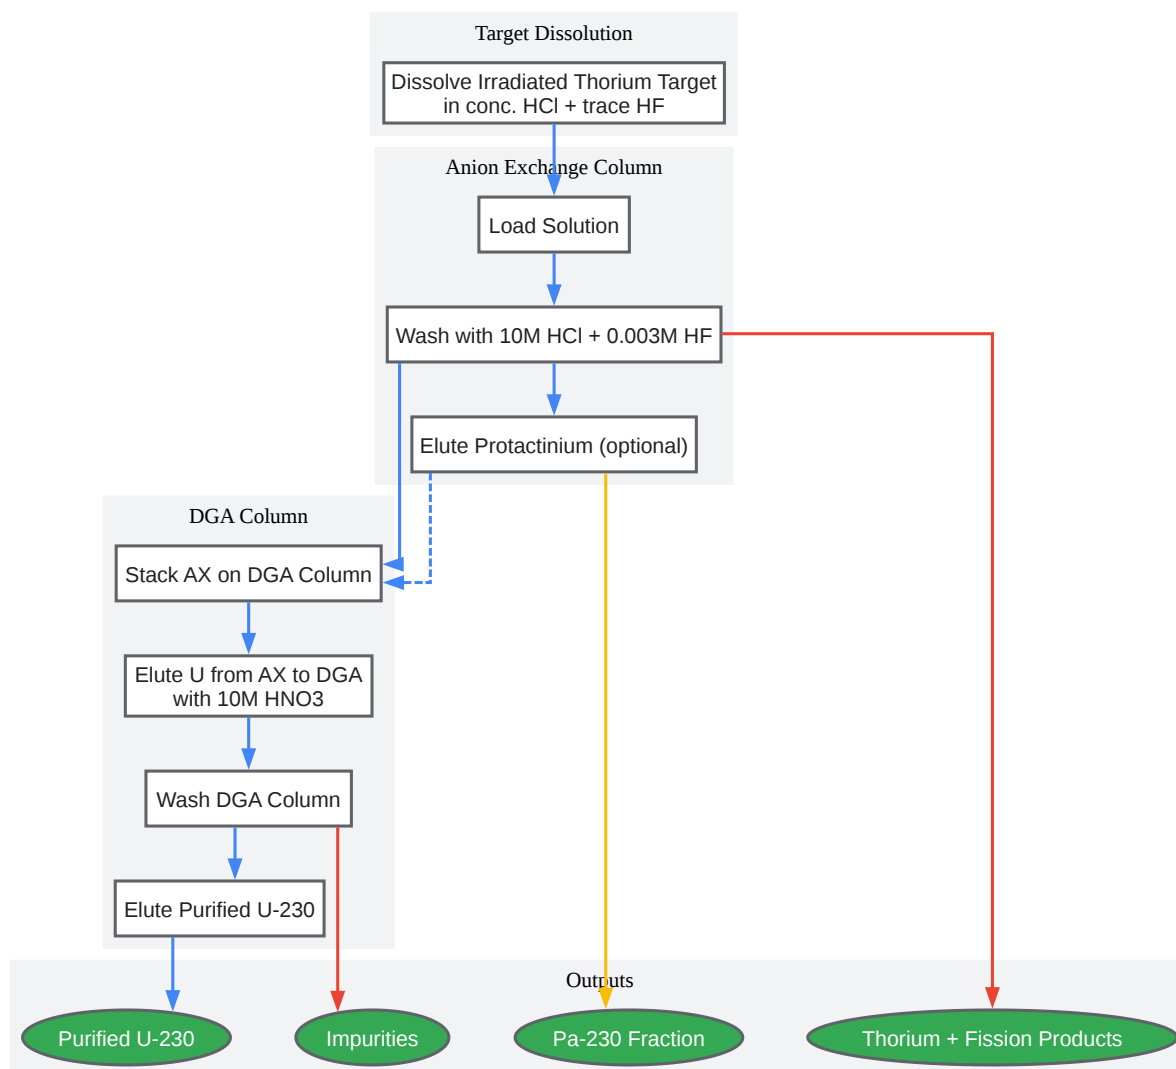 Target Dissolution
Dissolve Irradiated Thorium Target
in conc. HCl + trace HF
Anion Exchange Column
Load Solution
Wash with 10M HCl + 0.003M HF
Elute Protactinium (optional)
DGA Column
Stack AX on DGA Column
Elute U from AX to DGA
with 10M HNO3
Wash DGA Column
Elute Purified U-230
Outputs
Purified U-230
Impurities
Pa-230 Fraction
Thorium + Fission Products